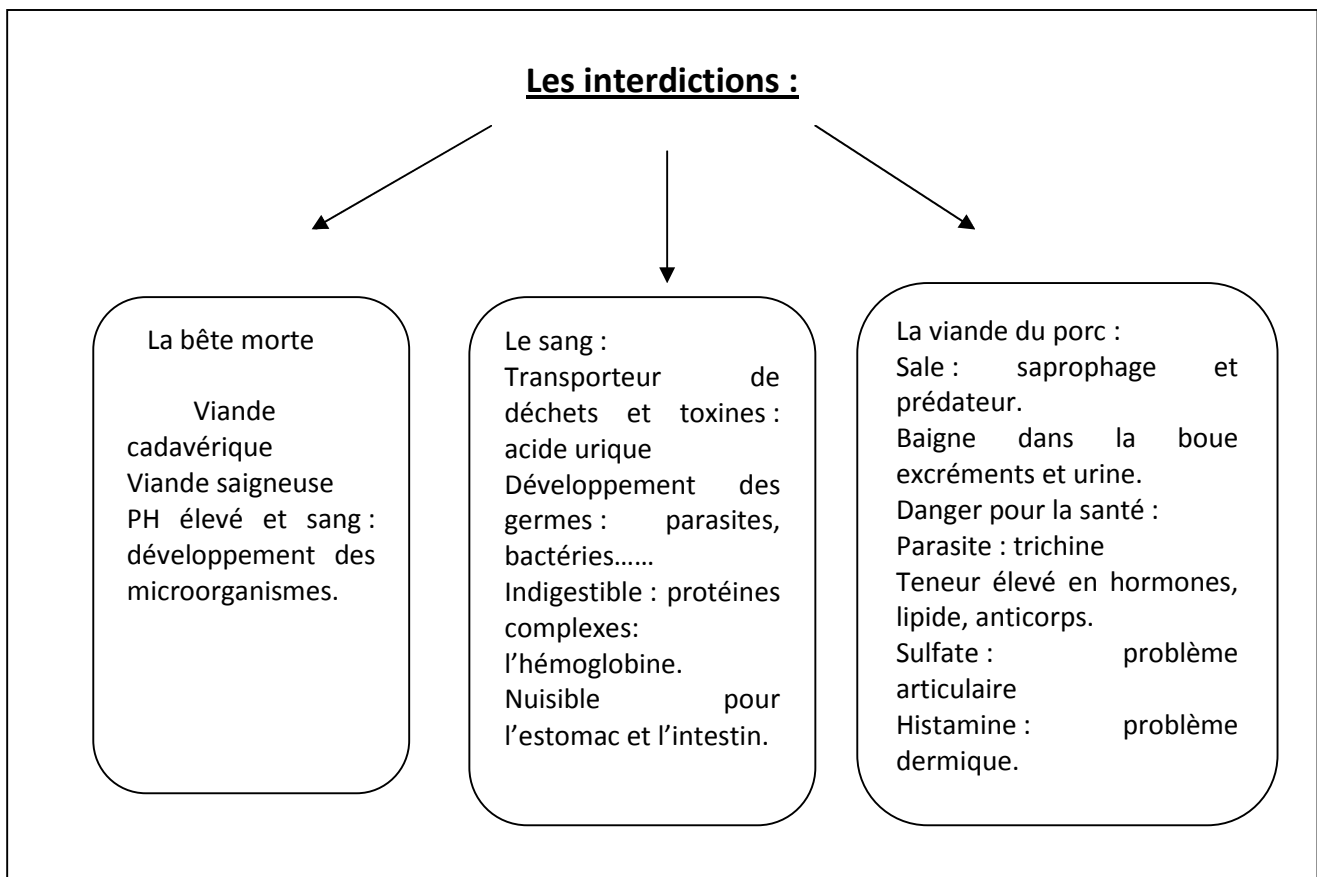 Les interdictions :
La bête morte
Viande
cadavérique
Viande saigneuse
PH élevé et sang :
développement des
microorganismes.
Le sang :
Transporteur de
déchets et toxines :
acide urique
Développement des
germes : parasites,
bactéries......
Indigestible : protéines
complexes:
l’hémoglobine.
Nuisible pour
l’estomac et l’intestin.
La viande du porc :
Sale : saprophage et
prédateur.
Baigne dans la boue
excréments et urine.
Danger pour la santé :
Parasite : trichine
Teneur élevé en hormones,
lipide, anticorps.
Sulfate : problème
articulaire
Histamine : problème
dermique.